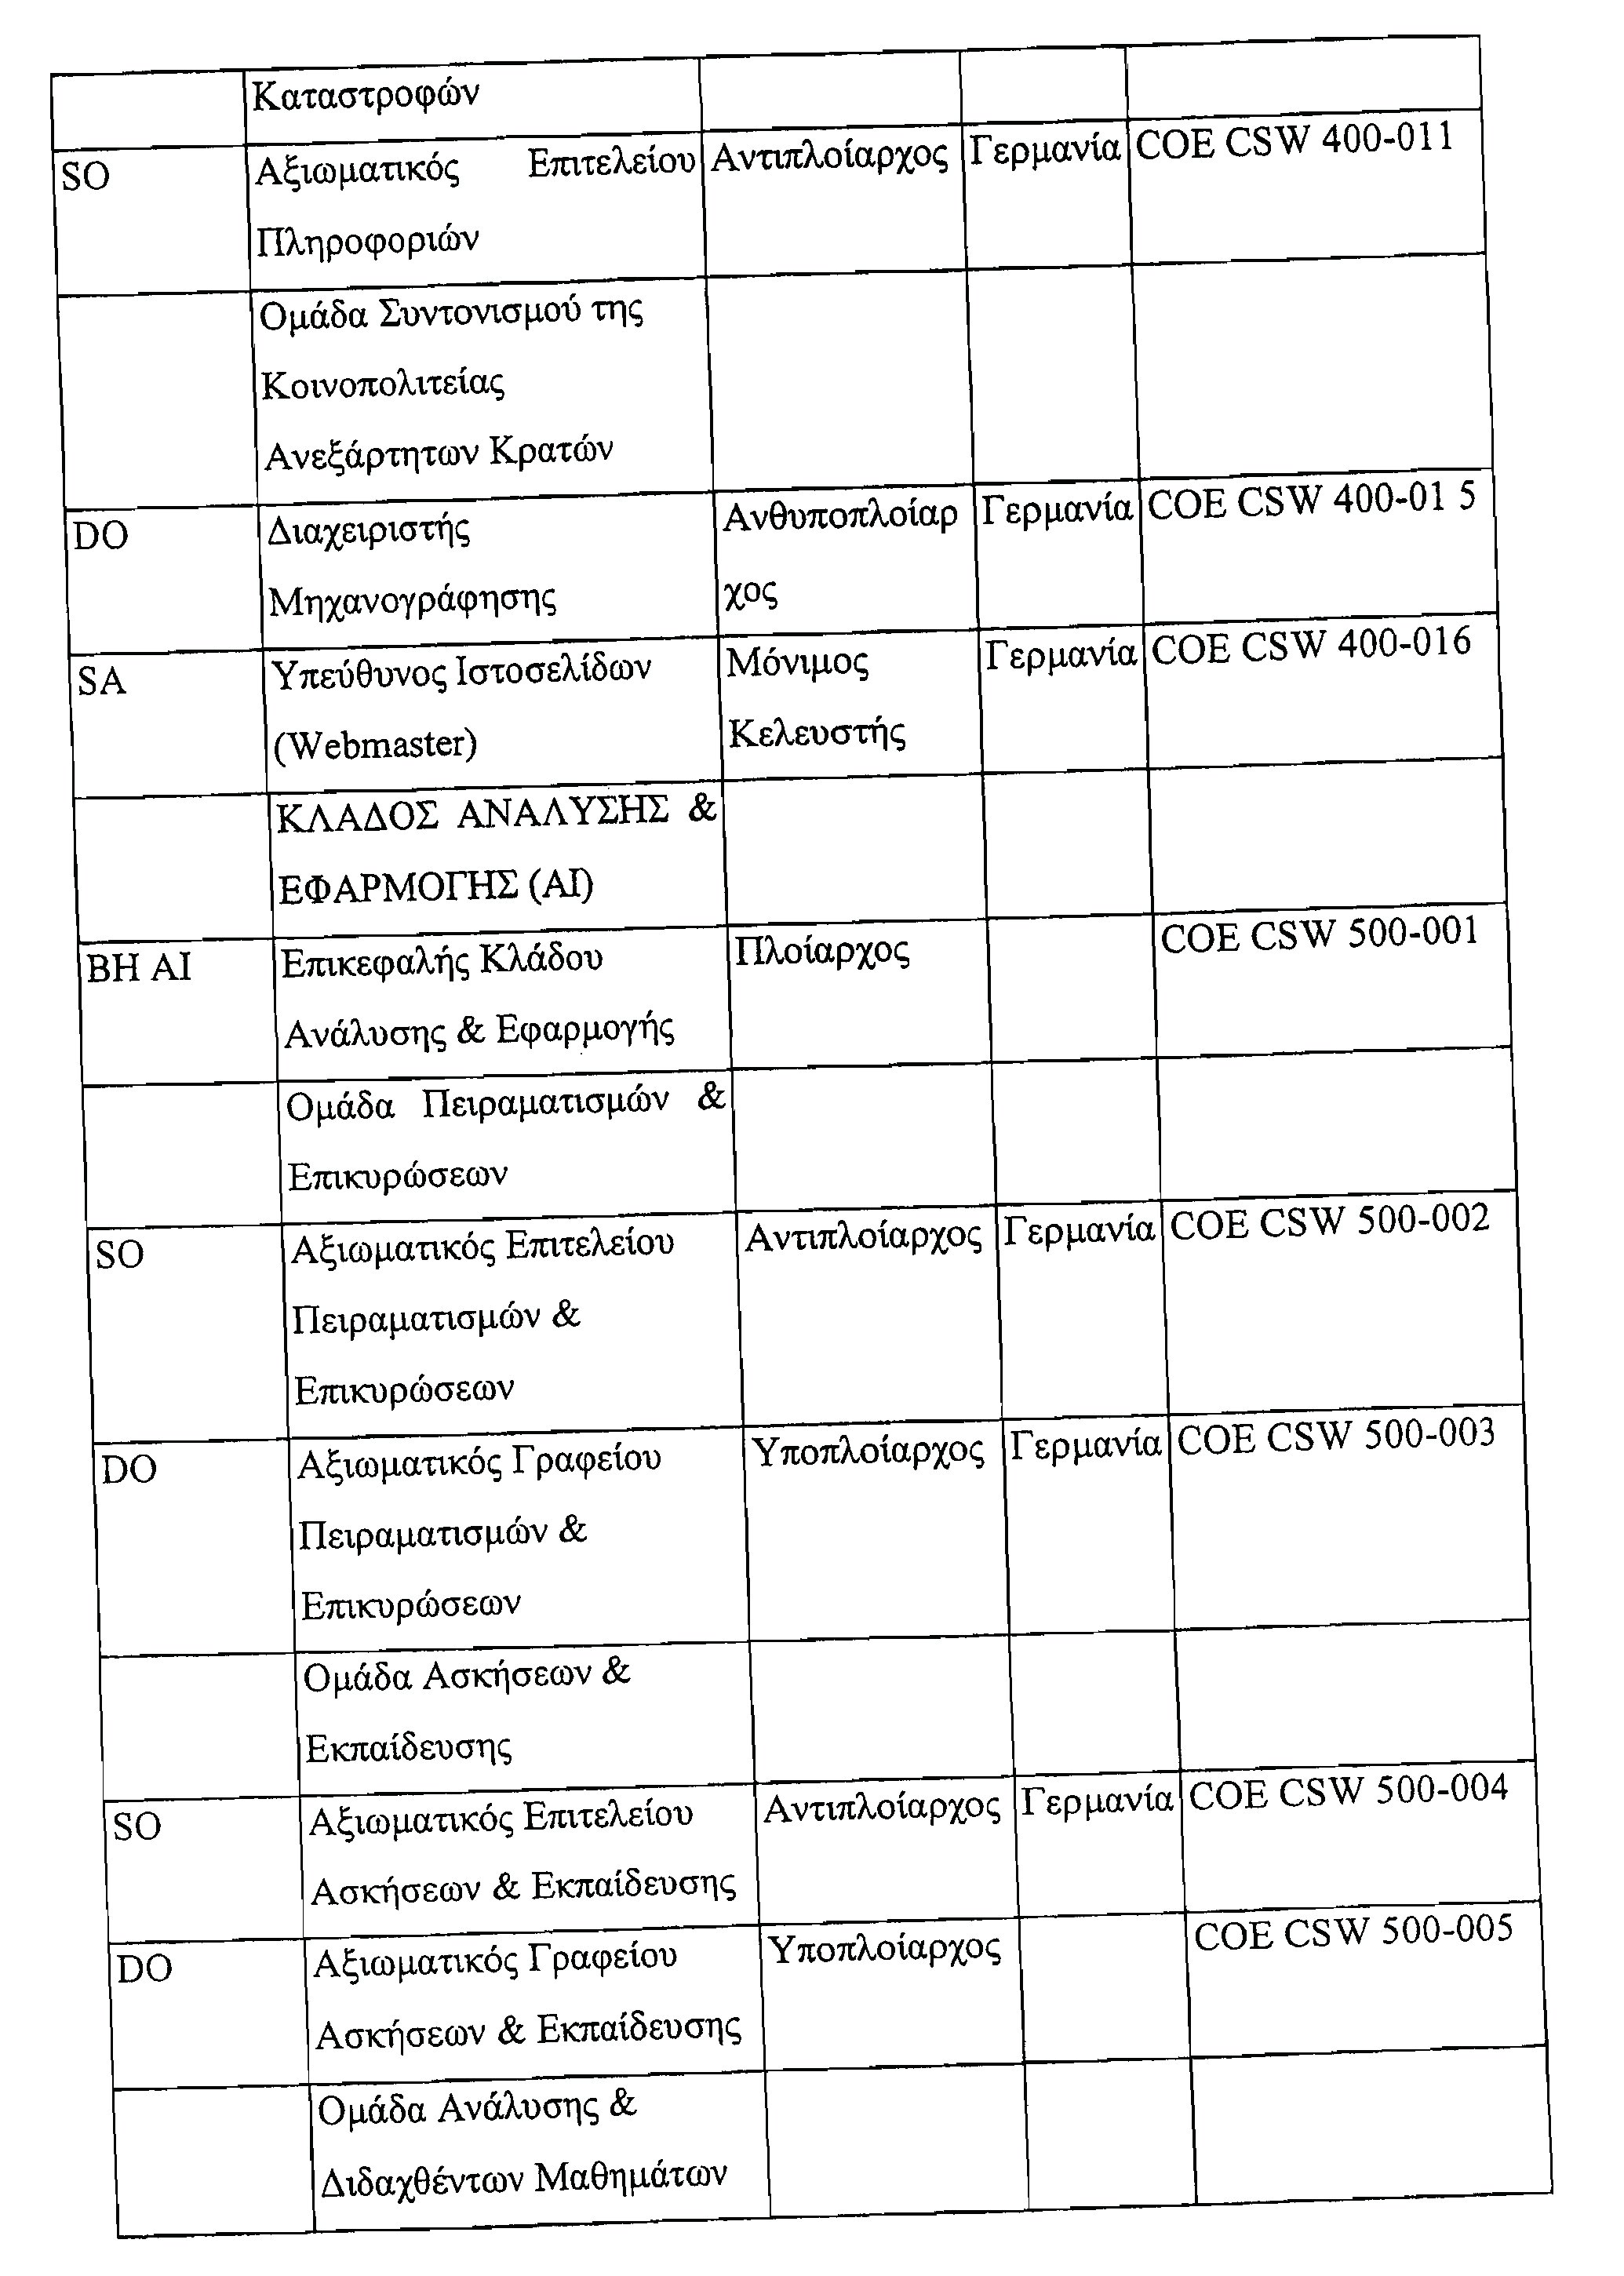 Καταστροφών
SO Αξιωματικός Επιτελείου Αντιπλοίαρχος Γερμανία COE CSW 400-011
Πληροφοριών
Ομάδα Συντονισμού της
Κοινοπολιτείας
Ανεξάρτητων Κρατών
DO Διαχειριστής Ανθυποπλοίαρ Γερμανία COE CSW 400-01 5
Μηχανογράφησης χος
SA Υπεύθυνος Ιστοσελίδων Μόνιμος Γερμανία COE CSW 400-016
(Webmaster) Κελευστής
ΚΛΑΔΟΣ ΑΝΑΛΥΣΗΣ &
ΕΦΑΡΜΟΓΗΣ (AI)
BH AI Επικεφαλής Κλάδου Πλοίαρχος COE CSW 500-001
Ανάλυσης & Εφαρμογής
Ομάδα Πειραματισμών &
Επικυρώσεων
SO Αξιωματικός Επιτελείου Αντιπλοίαρχος Γερμανία COE CSW 500-002
Πειραματισμών &
Επικυρώσεων
DO Αξιωματικός Γραφείου Υποπλοίαρχος Γερμανία COE CSW 500-003
Πειραματισμών &
Επικυρώσεων
Ομάδα Ασκήσεων &
Εκπαίδευσης
SO Αξιωματικός Επιτελείου Αντιπλοίαρχος Γερμανία COE CSW 500-004
Ασκήσεων & Εκπαίδευσης
DO Αξιωματικός Γραφείου Υποπλοίαρχος COE CSW 500-005
Ασκήσεων & Εκπαίδευσης
Ομάδα Ανάλυσης &
Διδαχθέντων Μαθημάτων